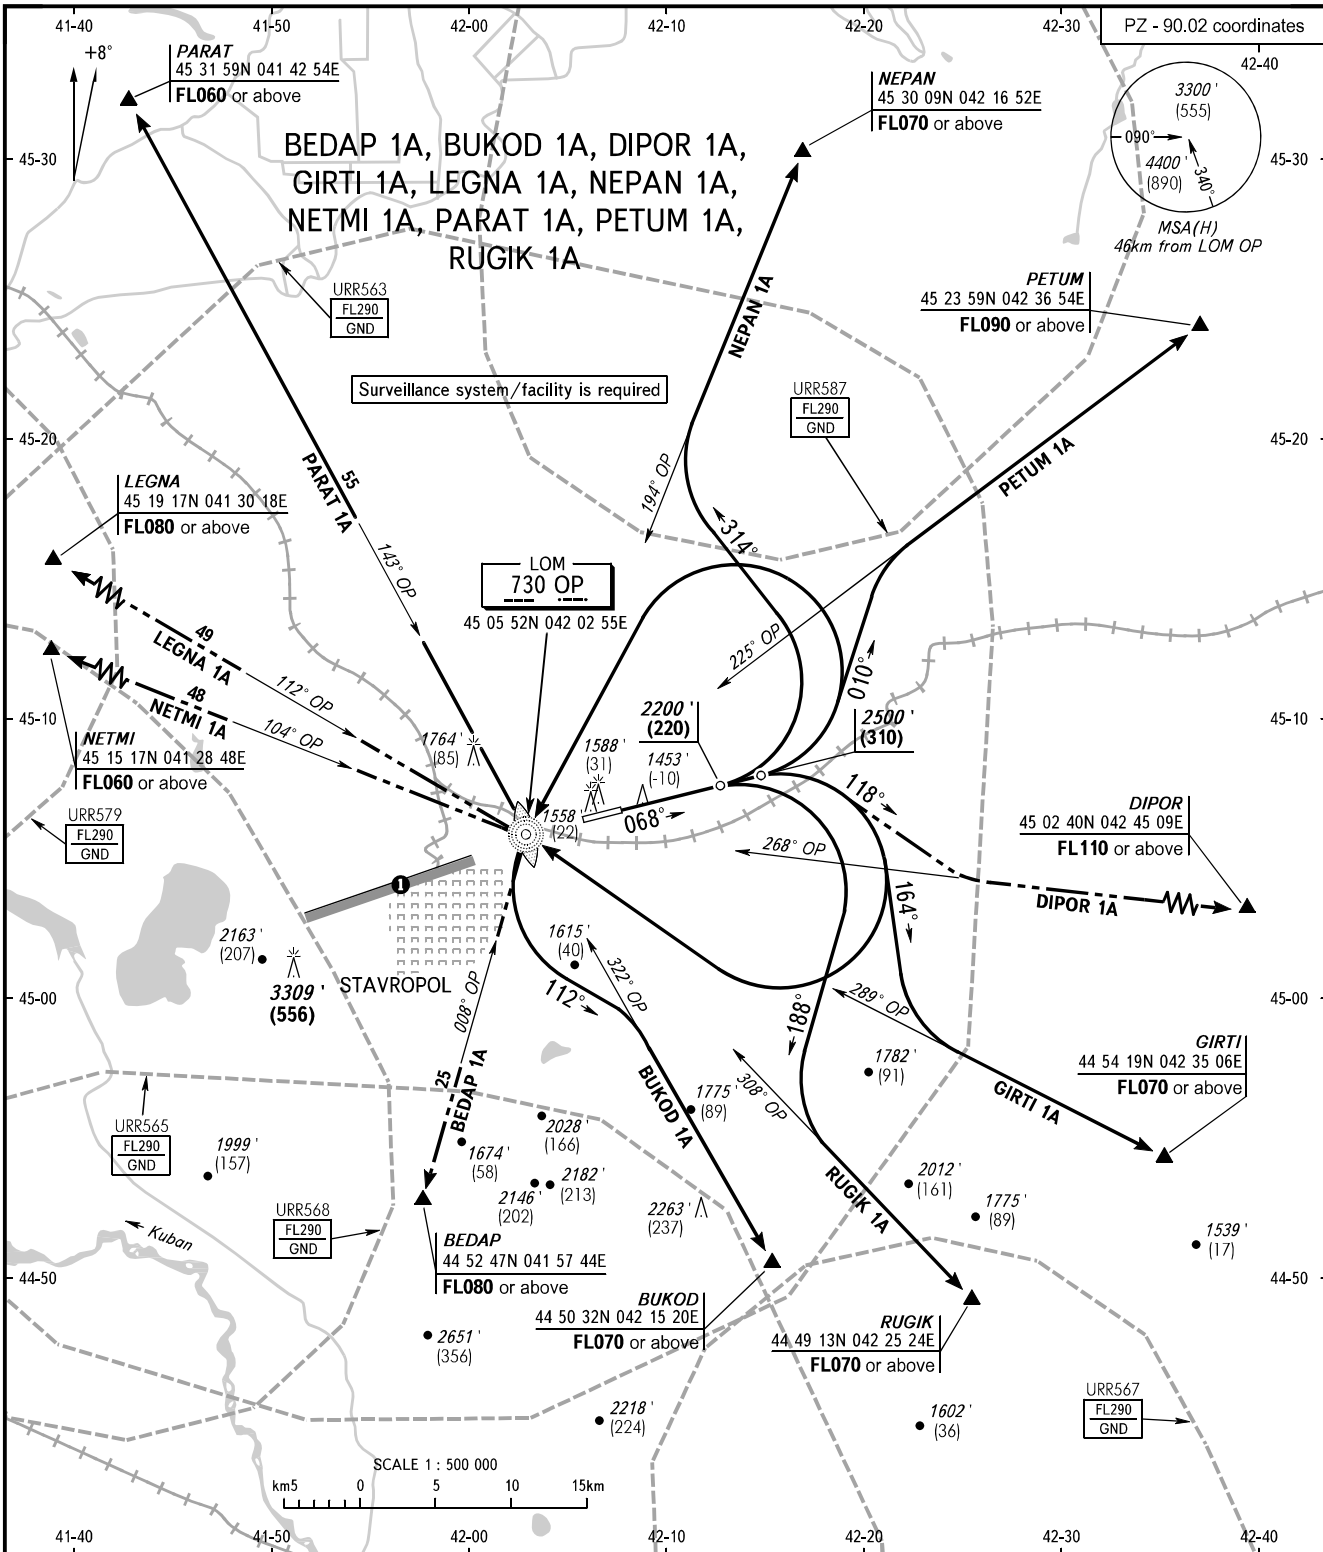 41-40
41-50
42-00
42-10
42-20
42-30
PZ - 90.02 coordinates
42-40
+8°
PARAT
45 31 59N 041 42 54E
FL060 or above
NEPAN
45 30 09N 042 16 52E
FL070 or above
3300 '
(555)
090°
4400 '
(890)
340°
MSA(H)
46km from LOM OP
45-30
45-30
BEDAP 1A, BUKOD 1A, DIPOR 1A,
GIRTI 1A, LEGNA 1A, NEPAN 1A,
NETMI 1A, PARAT 1A, PETUM 1A,
RUGIK 1A
URR563
FL290
GND
PETUM
45 23 59N 042 36 54E
FL090 or above
NEPAN 1A
Surveillance system/facility is required
URR587
FL290
GND
45-20
45-20
55
PARAT 1A
194° OP
PETUM 1A
LEGNA
45 19 17N 041 30 18E
FL080 or above
314°
143° OP
LOM
730 OP
45 05 52N 042 02 55E
225° OP
010°
49
LEGNA 1A
112° OP
48
NETMI 1A
104° OP
45-10
45-10
2200 '
(220)
2500 '
(310)
NETMI
45 15 17N 041 28 48E
FL060 or above
1764 '
(85)
1588 '
(31)
1453 '
(-10)
118°
URR579
FL290
GND
1558 '
(22)
068°
DIPOR
45 02 40N 042 45 09E
FL110 or above
268° OP
DIPOR 1A
1
164°
2163 '
(207)
3309 '
(556)
STAVROPOL
1615 '
(40)
322° OP
112°
008° OP
188°
289° OP
45-00
45-00
GIRTI
44 54 19N 042 35 06E
FL070 or above
1782 '
(91)
GIRTI 1A
25
BEDAP 1A
BUKOD 1A
1775 '
(89)
308° OP
URR565
FL290
GND
1999 '
(157)
2028 '
(166)
1674 '
(58)
2182 '
(213)
2146 '
(202)
2263 '
(237)
RUGIK 1A
2012 '
(161)
1775 '
(89)
1539 '
(17)
URR568
FL290
GND
Kuban
BEDAP
44 52 47N 041 57 44E
FL080 or above
44-50
44-50
BUKOD
44 50 32N 042 15 20E
FL070 or above
RUGIK
44 49 13N 042 25 24E
FL070 or above
2651 '
(356)
URR567
FL290
GND
2218 '
(224)
1602 '
(36)
SCALE 1 : 500 000
km5
0
5
10
15km
41-40
41-50
42-00
42-10
42-20
42-30
42-40